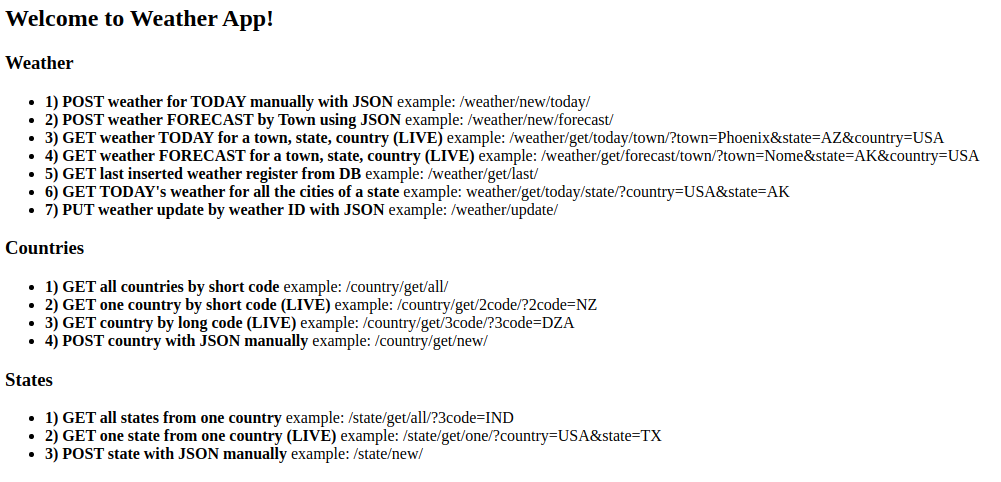 Welcome to Weather App!
Weather
1) POST weather for TODAY manually with JSON example: /weather/new/today/
2) POST weather FORECAST by Town using JSON example: /weather/new/forecast/
3) GET weather TODAY for a town, state, country (LIVE) example: /weather/get/today/town/?town=Phoenix&state=AZ&country=USA
4) GET weather FORECAST for a town, state, country (LIVE) example: /weather/get/forecast/town/?town=Nome&state=AK&country=USA
5) GET last inserted weather register from DB example: /weather/get/last/
6) GET TODAY's weather for all the cities of a state example: weather/get/today/state/?country=USA&state=AK
7) PUT weather update by weather ID with JSON example: /weather/update/
Countries
1) GET all countries by short code example: /country/get/all/
2) GET one country by short code (LIVE) example: /country/get/2code/?2code=NZ
3) GET country by long code (LIVE) example: /country/get/3code/?3code=DZA
4) POST country with JSON manually example: /country/get/new/
States
1) GET all states from one country example: /state/get/all/?3code=IND
2) GET one state from one country (LIVE) example: /state/get/one/?country=USA&state=TX
3) POST state with JSON manually example: /state/new/